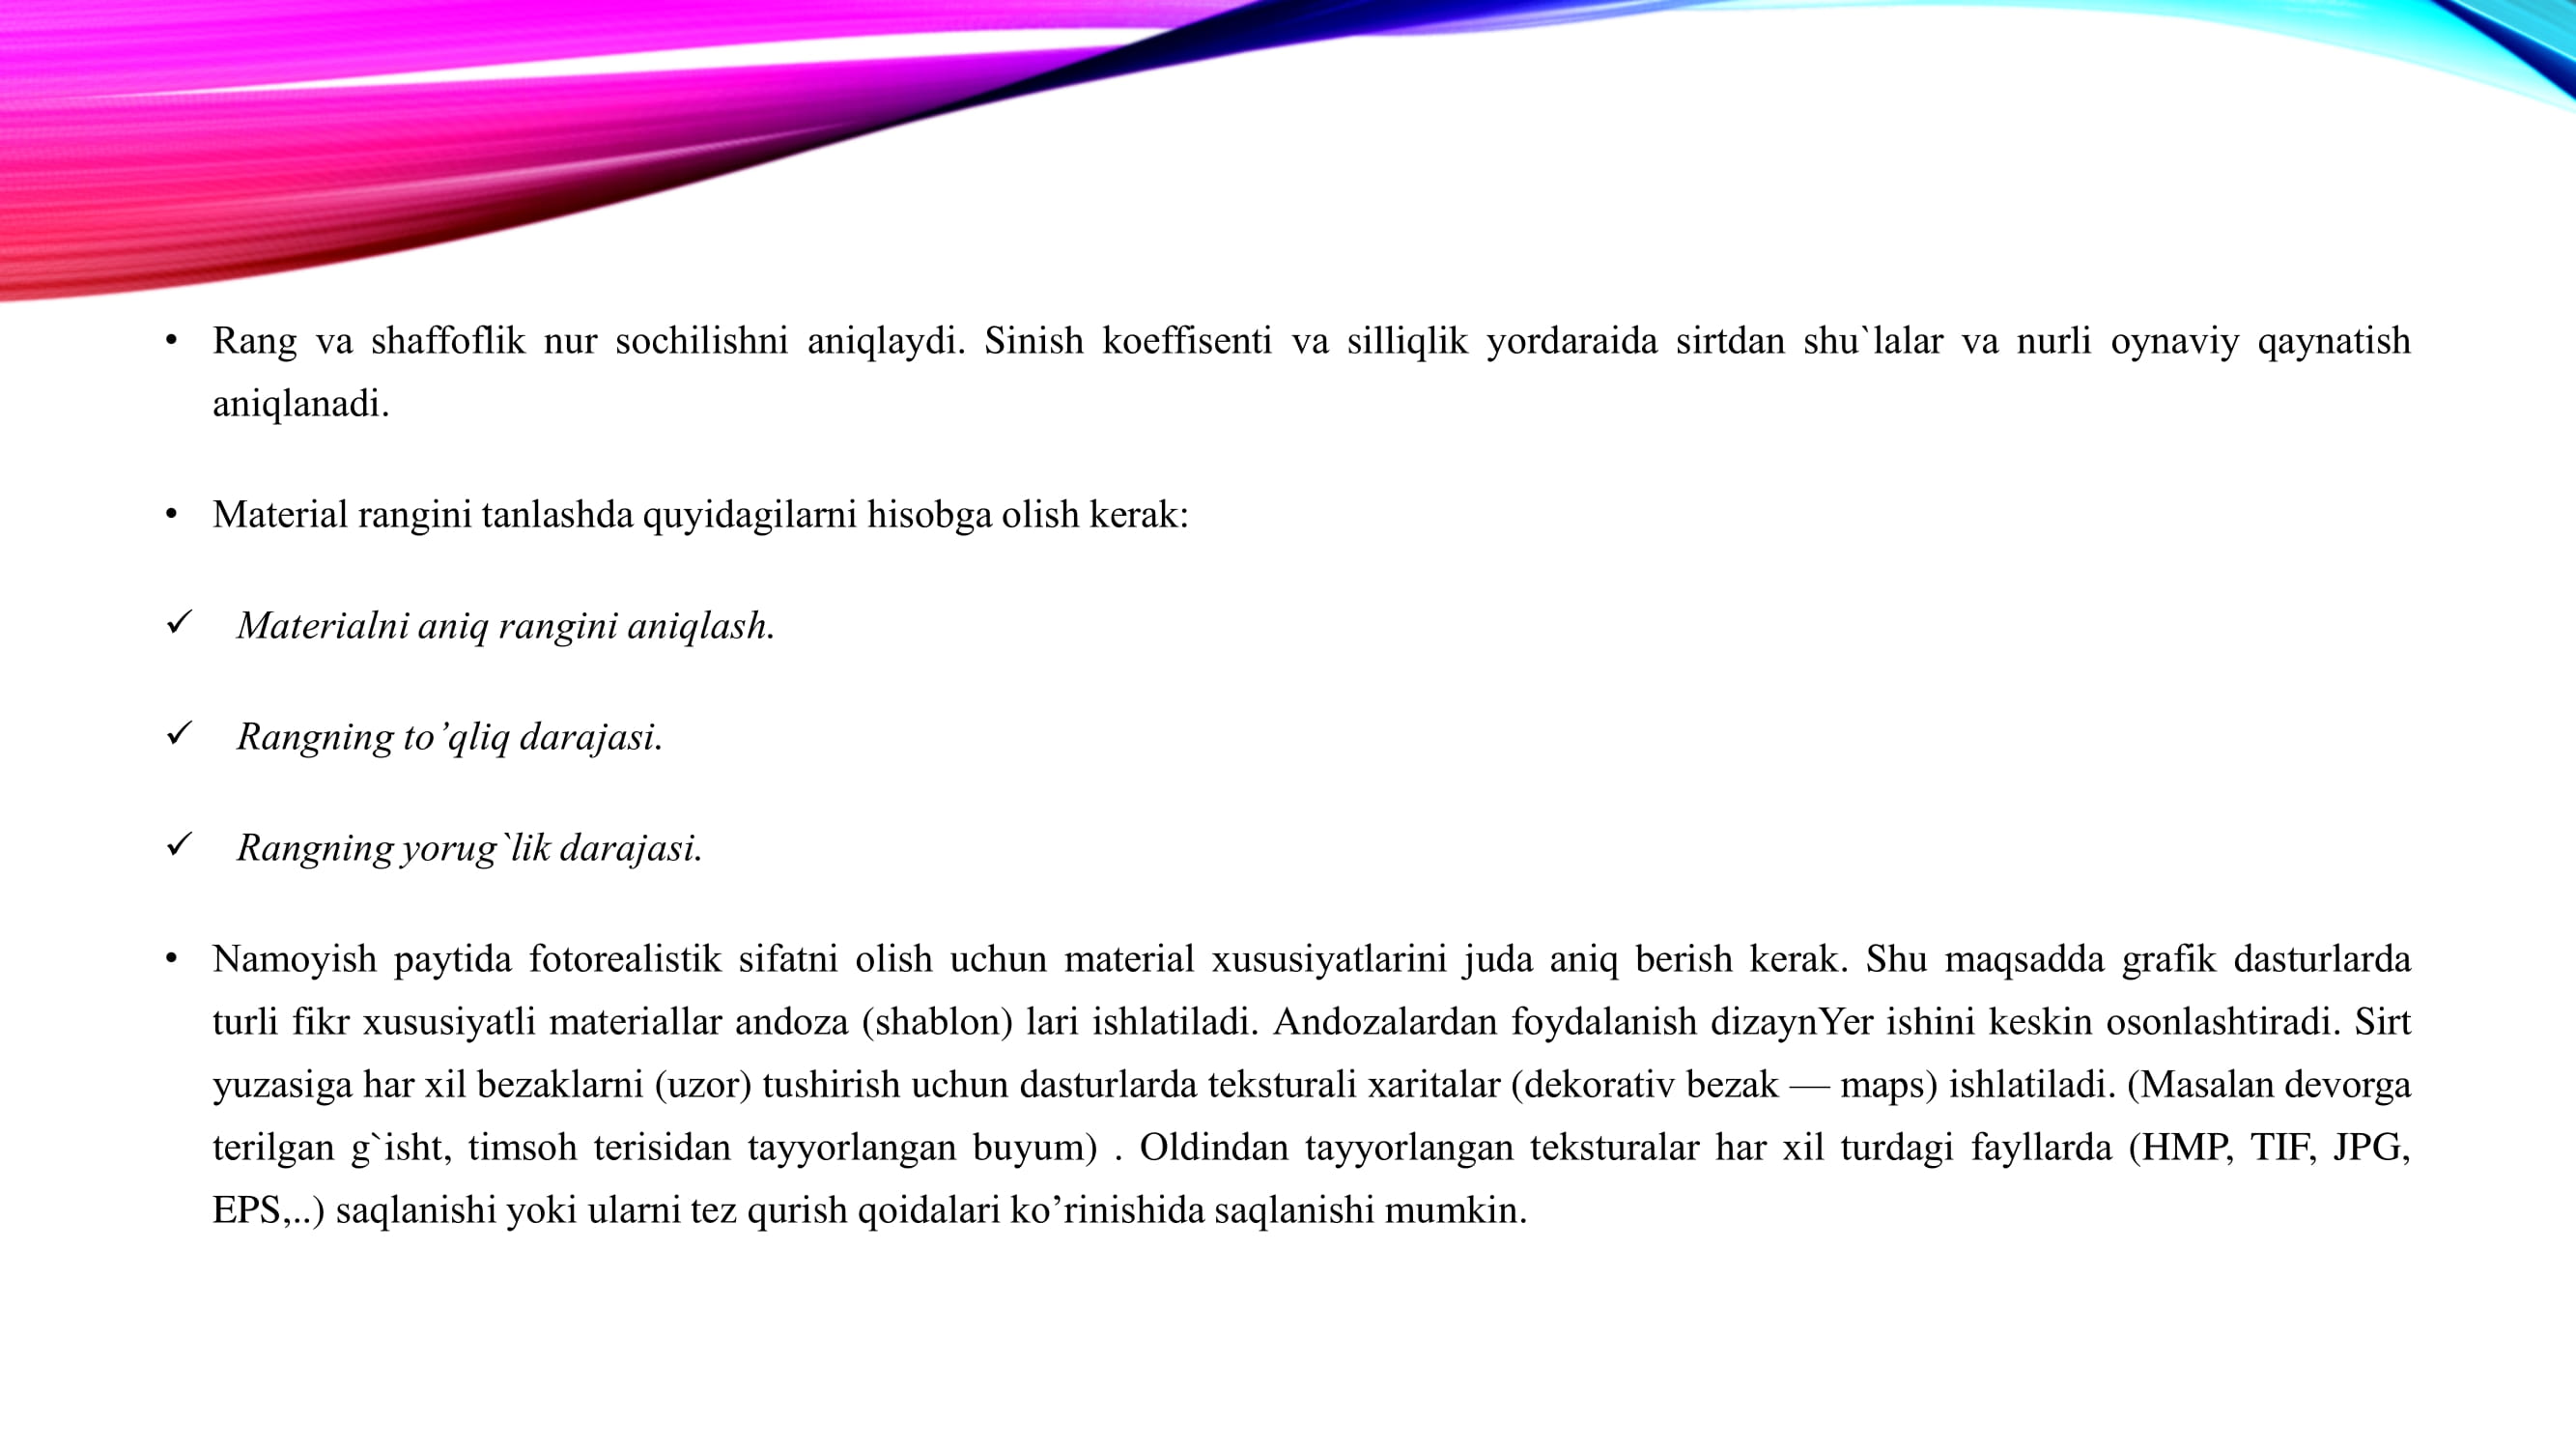 • Rang va shaffoflik nur sochilishni aniqlaydi. Sinish koeffisenti va silliqlik yordaraida sirtdan shu`lalar va nurli oynaviy qaynatish
aniqlanadi.
• Material rangini tanlashda quyidagilarni hisobga olish kerak:
✓ Materialni aniq rangini aniqlash.
✓ Rangning to’qliq darajasi.
✓ Rangning yorug`lik darajasi.
• Namoyish paytida fotorealistik sifatni olish uchun material xususiyatlarini juda aniq berish kerak. Shu maqsadda grafik dasturlarda
turli fikr xususiyatli materiallar andoza (shablon) lari ishlatiladi. Andozalardan foydalanish dizaynYer ishini keskin osonlashtiradi. Sirt
yuzasiga har xil bezaklarni (uzor) tushirish uchun dasturlarda teksturali xaritalar (dekorativ bezak — maps) ishlatiladi. (Masalan devorga
terilgan g`isht, timsoh terisidan tayyorlangan buyum) . Oldindan tayyorlangan teksturalar har xil turdagi fayllarda (HMP, TIF, JPG,
EPS,..) saqlanishi yoki ularni tez qurish qoidalari ko’rinishida saqlanishi mumkin.